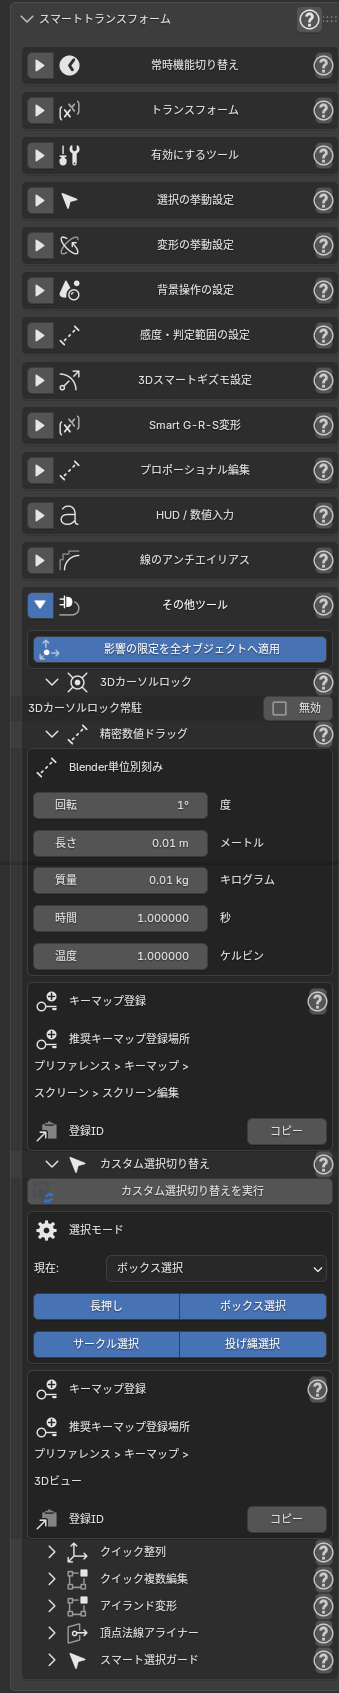 スマートトランスフォーム
常時機能切り替え
トランスフォーム
有効にするツール
選択の挙動設定
変形の挙動設定
背景操作の設定
感度・判定範囲の設定
3Dスマートギズモ設定
Smart G-R-S変形
プロポーショナル編集
HUD / 数値入力
線のアンチエイリアス
その他ツール
影響の限定を全オブジェクトへ適用
3Dカーソルロック
3Dカーソルロック常駐 無効
精密数値ドラッグ
Blender単位別刻み
回転 1° 度
長さ 0.01 m メートル
質量 0.01 kg キログラム
時間 1.000000 秒
温度 1.000000 ケルビン
キーマップ登録
推奨キーマップ登録場所
プリファレンス > キーマップ >
スクリーン > スクリーン編集
登録ID コピー
カスタム選択切り替え
カスタム選択切り替えを実行
選択モード
現在: ボックス選択
長押し ボックス選択
サークル選択 投げ縄選択
キーマップ登録
推奨キーマップ登録場所
プリファレンス > キーマップ >
3Dビュー
登録ID コピー
クイック整列
クイック複数編集
アイランド変形
頂点法線アライナー
スマート選択ガード